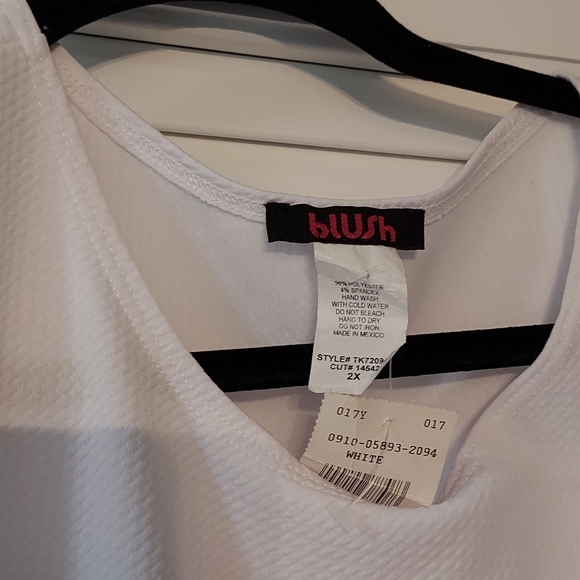 blush
96% POLYESTER
4% SPANDEX
HAND WASH
WITH COLD WATER
DO NOT BLEACH
HANG TO DRY
DO NOT IRON
MADE IN MEXICO
STYLE# TK7209
CUT# 14542
2X
017Y 017
0910-05893-2094
WHITE